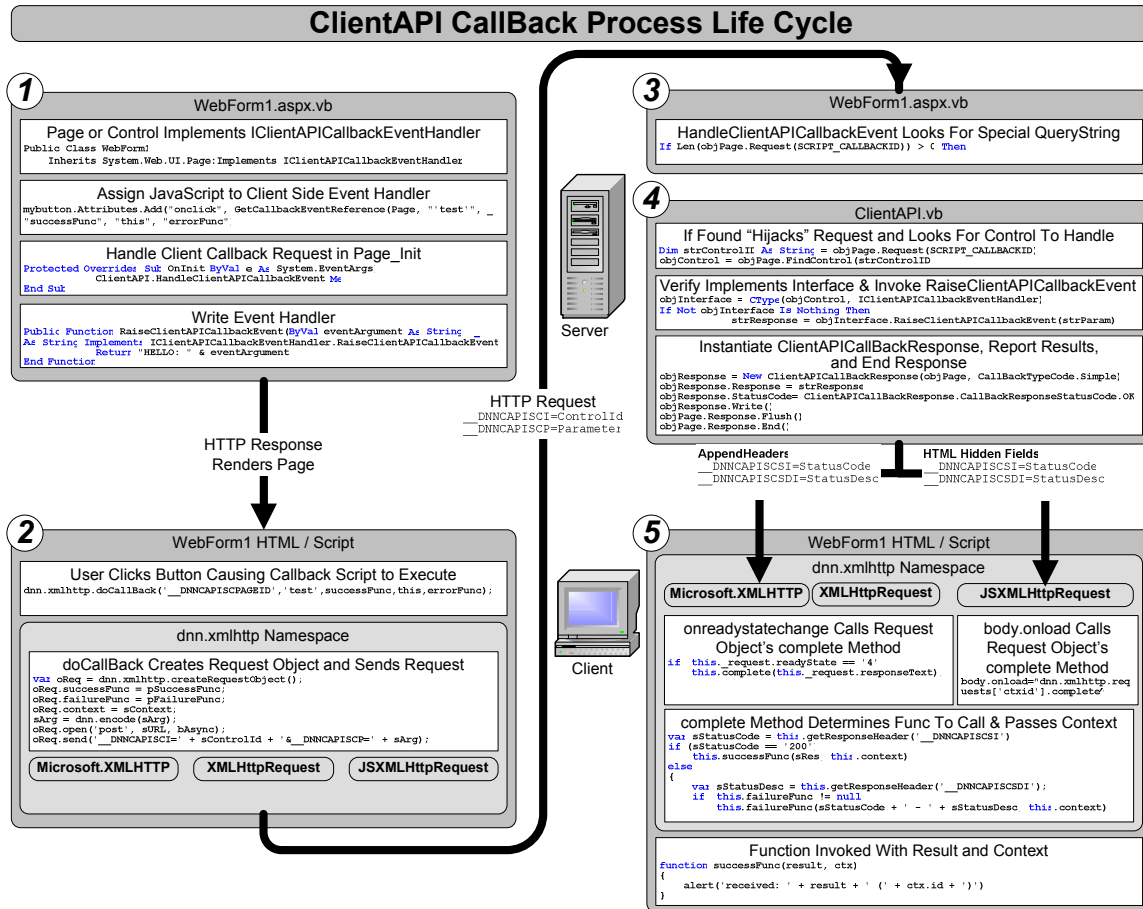 ClientAPI CallBack Process Life Cycle
1
WebForm1.aspx.vb
Page or Control Implements IClientAPICallbackEventHandler
Public Class WebForm1
Inherits System.Web.UI.Page:Implements IClientAPICallbackEventHandler
Assign JavaScript to Client Side Event Handler
mybutton.Attributes.Add("onclick", GetCallbackEventReference(Page, "'test'", _
"successFunc", "this", "errorFunc"
Handle Client Callback Request in Page_Init
Protected Overrides Sub OnInit ByVal e As System.EventArgs
ClientAPI.HandleClientAPICallbackEvent Me
End Sub
Write Event Handler
Public Function RaiseClientAPICallbackEvent(ByVal eventArgument As String _
As String Implements IClientAPICallbackEventHandler.RaiseClientAPICallbackEvent
Return "HELLO: " & eventArgument
End Function
HTTP Response
Renders Page
2
WebForm1 HTML / Script
User Clicks Button Causing Callback Script to Execute
dnn.xmlhttp.doCallBack('__DNNCAPISCPAGEID','test',successFunc,this,errorFunc);
dnn.xmlhttp Namespace
doCallBack Creates Request Object and Sends Request
var oReq = dnn.xmlhttp.createRequestObject();
oReq.successFunc = pSuccessFunc;
oReq.failureFunc = pFailureFunc;
oReq.context = sContext;
sArg = dnn.encode(sArg);
oReq.open('post', sURL, bAsync);
oReq.send('__DNNCAPISCI=' + sControlId + '&__DNNCAPISCP=' + sArg);
Microsoft.XMLHTTP
XMLHttpRequest
JSXMLHttpRequest
HTTP Request
__DNNCAPISCI=ControlId
__DNNCAPISCP=Parameter
Server
Client
3
WebForm1.aspx.vb
HandleClientAPICallbackEvent Looks For Special QueryString
If Len(objPage.Request(SCRIPT_CALLBACKID)) > 0 Then
4
ClientAPI.vb
If Found “Hijacks” Request and Looks For Control To Handle
Dim strControlID As String = objPage.Request(SCRIPT_CALLBACKID)
objControl = objPage.FindControl(strControlID
Verify Implements Interface & Invoke RaiseClientAPICallbackEvent
objInterface = CType(objControl, IClientAPICallbackEventHandler)
If Not objInterface Is Nothing Then
strResponse = objInterface.RaiseClientAPICallbackEvent(strParam)
Instantiate ClientAPICallBackResponse, Report Results,
and End Response
objResponse = New ClientAPICallBackResponse(objPage, CallBackTypeCode.Simple)
objResponse.Response = strResponse
objResponse.StatusCode= ClientAPICallBackResponse.CallBackResponseStatusCode.OK
objResponse.Write()
objPage.Response.Flush()
objPage.Response.End()
AppendHeaders
__DNNCAPISCSI=StatusCode
__DNNCAPISCSDI=StatusDesc
HTML Hidden Fields
__DNNCAPISCSI=StatusCode
__DNNCAPISCSDI=StatusDesc
5
WebForm1 HTML / Script
dnn.xmlhttp Namespace
Microsoft.XMLHTTP
XMLHttpRequest
JSXMLHttpRequest
onreadystatechange Calls Request
Object’s complete Method
if this._request.readyState == '4'
this.complete(this._request.responseText)
body.onload Calls
Request Object’s
complete Method
body.onload="dnn.xmlhttp.req
uests['ctxid'].complete"
complete Method Determines Func To Call & Passes Context
var sStatusCode = this.getResponseHeader('__DNNCAPISCSI')
if (sStatusCode == '200')
this.successFunc(sRes, this.context)
else
{
var sStatusDesc = this.getResponseHeader('__DNNCAPISCSDI');
if this.failureFunc != null
this.failureFunc(sStatusCode + ' - ' + sStatusDesc, this.context)
Function Invoked With Result and Context
function successFunc(result, ctx)
{
alert('received: ' + result + ' (' + ctx.id + ')')
}